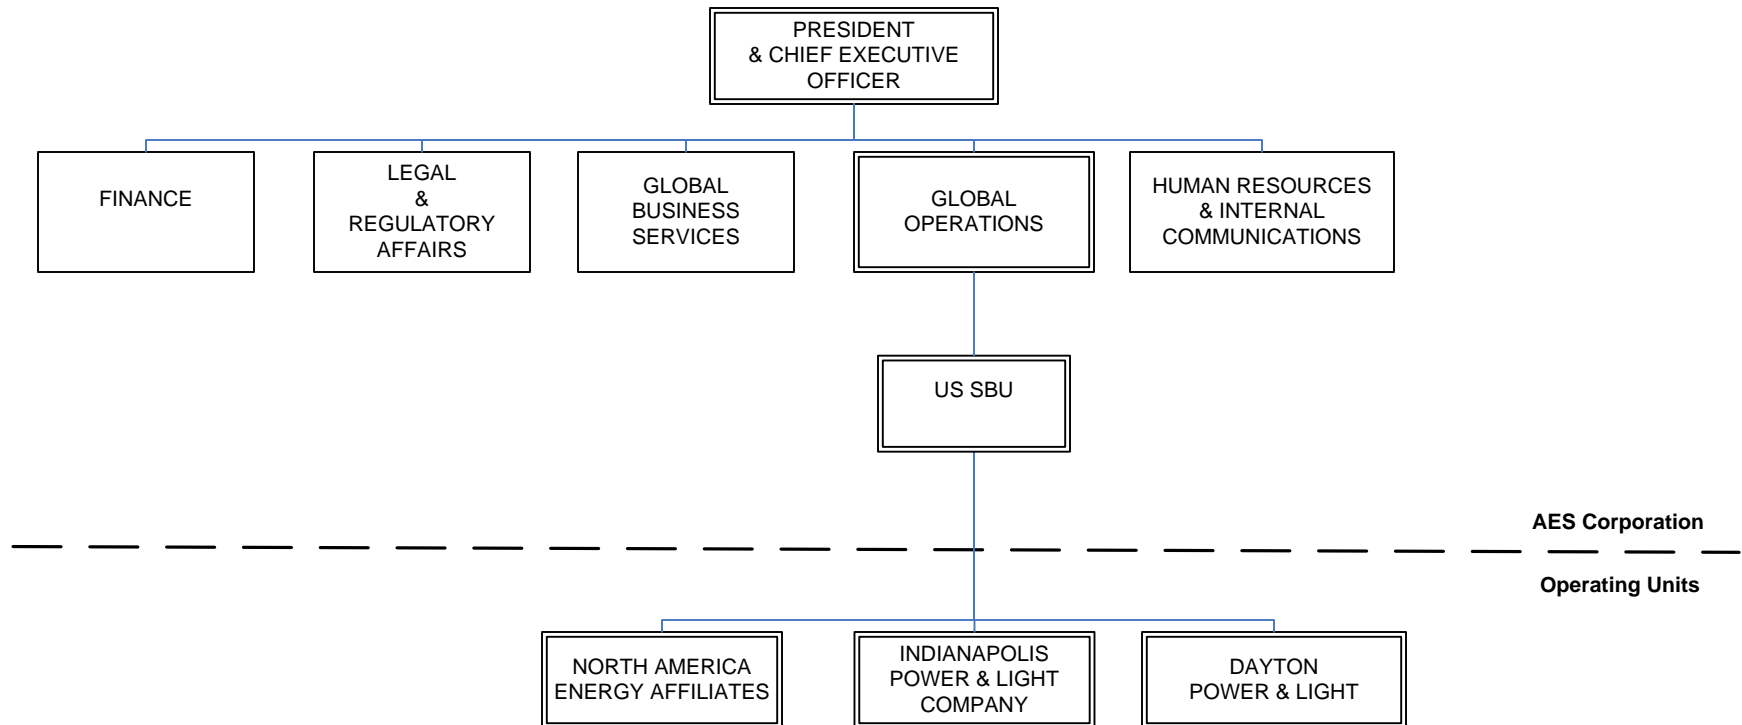 PRESIDENT
& CHIEF EXECUTIVE
OFFICER
FINANCE
LEGAL
&
REGULATORY
AFFAIRS
GLOBAL
BUSINESS
SERVICES
GLOBAL
OPERATIONS
HUMAN RESOURCES
& INTERNAL
COMMUNICATIONS
US SBU
AES Corporation
Operating Units
NORTH AMERICA
ENERGY AFFILIATES
INDIANAPOLIS
POWER & LIGHT
COMPANY
DAYTON
POWER & LIGHT